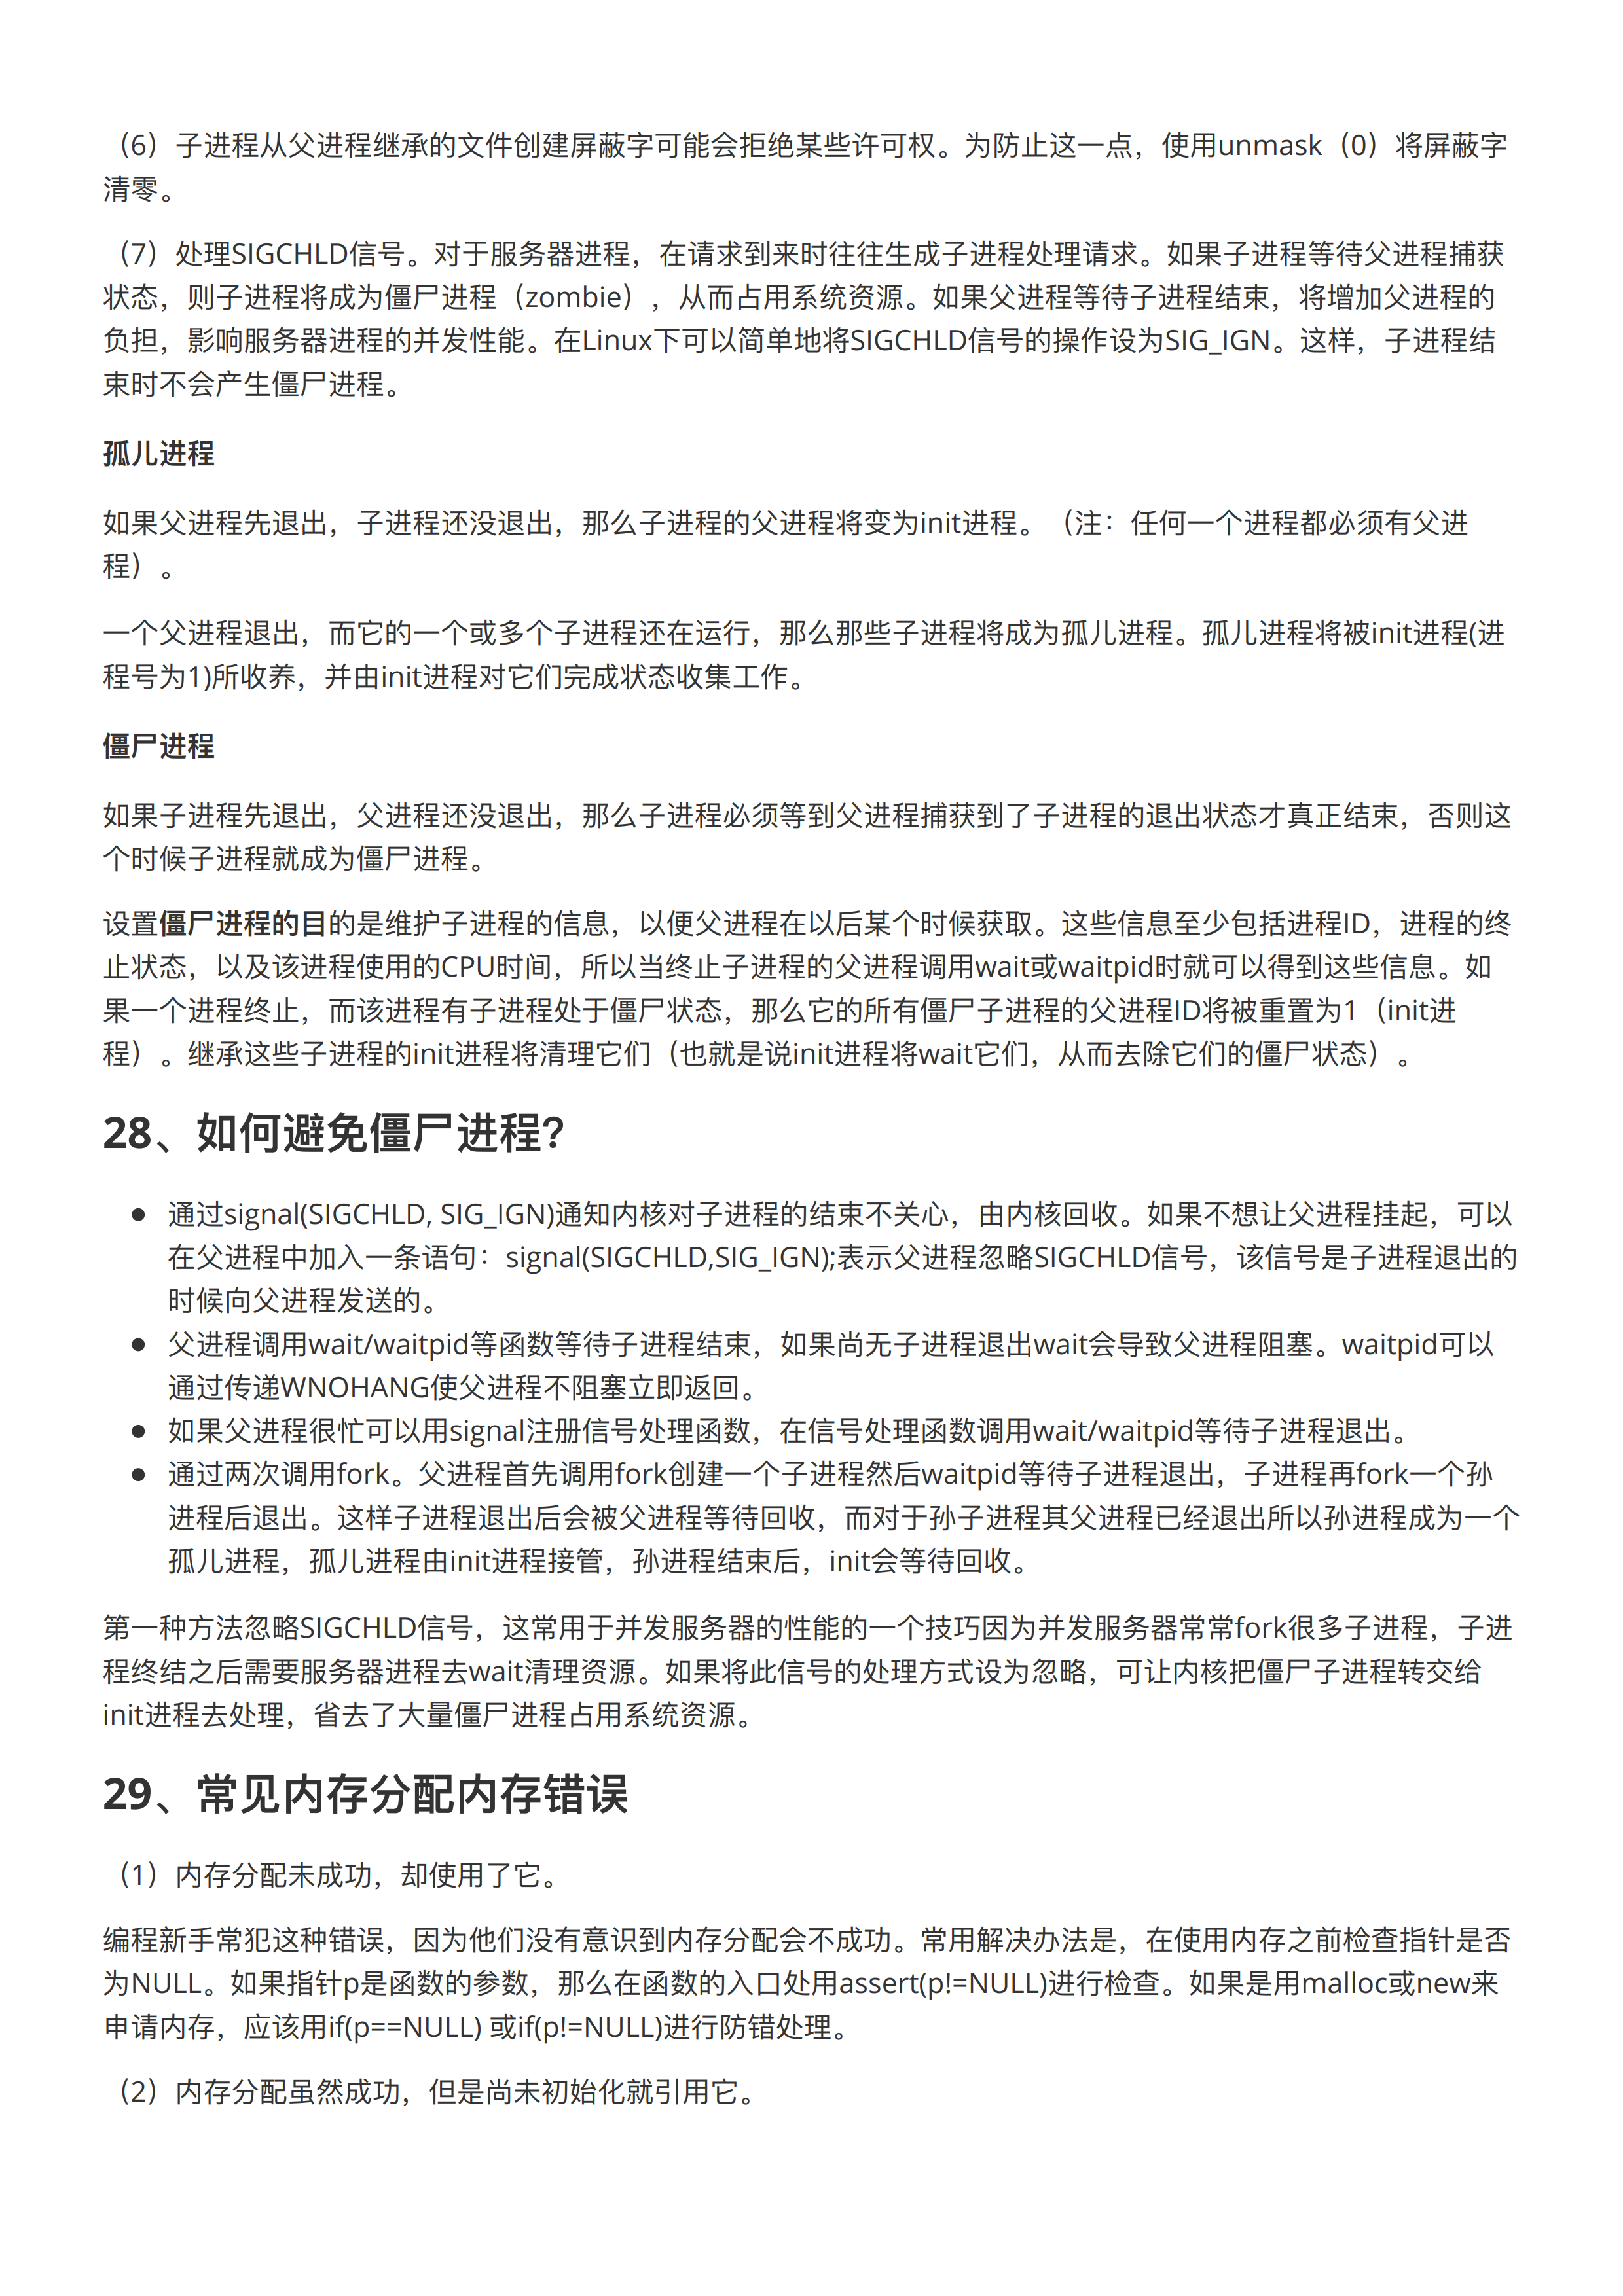 （6）子进程从父进程继承的文件创建屏蔽字可能会拒绝某些许可权。为防止这一点，使用unmask（0）将屏蔽字
清零。
（7）处理SIGCHLD信号。对于服务器进程，在请求到来时往往生成子进程处理请求。如果子进程等待父进程捕获
状态，则子进程将成为僵尸进程（zombie），从而占用系统资源。如果父进程等待子进程结束，将增加父进程的
负担，影响服务器进程的并发性能。在Linux下可以简单地将SIGCHLD信号的操作设为SIG_IGN。这样，子进程结
束时不会产生僵尸进程。
孤儿进程
如果父进程先退出，子进程还没退出，那么子进程的父进程将变为init进程。（注：任何一个进程都必须有父进
程）。
一个父进程退出，而它的一个或多个子进程还在运行，那么那些子进程将成为孤儿进程。孤儿进程将被init进程(进
程号为1)所收养，并由init进程对它们完成状态收集工作。
僵尸进程
如果子进程先退出，父进程还没退出，那么子进程必须等到父进程捕获到了子进程的退出状态才真正结束，否则这
个时候子进程就成为僵尸进程。
设置僵尸进程的目的是维护子进程的信息，以便父进程在以后某个时候获取。这些信息至少包括进程ID，进程的终
止状态，以及该进程使用的CPU时间，所以当终止子进程的父进程调用wait或waitpid时就可以得到这些信息。如
果一个进程终止，而该进程有子进程处于僵尸状态，那么它的所有僵尸子进程的父进程ID将被重置为1（init进
程）。继承这些子进程的init进程将清理它们（也就是说init进程将wait它们，从而去除它们的僵尸状态）。
28、如何避免僵尸进程？
● 通过signal(SIGCHLD, SIG_IGN)通知内核对子进程的结束不关心，由内核回收。如果不想让父进程挂起，可以
在父进程中加入一条语句：signal(SIGCHLD,SIG_IGN);表示父进程忽略SIGCHLD信号，该信号是子进程退出的
时候向父进程发送的。
● 父进程调用wait/waitpid等函数等待子进程结束，如果尚无子进程退出wait会导致父进程阻塞。waitpid可以
通过传递WNOHANG使父进程不阻塞立即返回。
● 如果父进程很忙可以用signal注册信号处理函数，在信号处理函数调用wait/waitpid等待子进程退出。
● 通过两次调用fork。父进程首先调用fork创建一个子进程然后waitpid等待子进程退出，子进程再fork一个孙
进程后退出。这样子进程退出后会被父进程等待回收，而对于孙子进程其父进程已经退出所以孙进程成为一个
孤儿进程，孤儿进程由init进程接管，孙进程结束后，init会等待回收。
第一种方法忽略SIGCHLD信号，这常用于并发服务器的性能的一个技巧因为并发服务器常常fork很多子进程，子进
程终结之后需要服务器进程去wait清理资源。如果将此信号的处理方式设为忽略，可让内核把僵尸子进程转交给
init进程去处理，省去了大量僵尸进程占用系统资源。
29、常见内存分配内存错误
（1）内存分配未成功，却使用了它。
编程新手常犯这种错误，因为他们没有意识到内存分配会不成功。常用解决办法是，在使用内存之前检查指针是否
为NULL。如果指针p是函数的参数，那么在函数的入口处用assert(p!=NULL)进行检查。如果是用malloc或new来
申请内存，应该用if(p==NULL) 或if(p!=NULL)进行防错处理。
（2）内存分配虽然成功，但是尚未初始化就引用它。